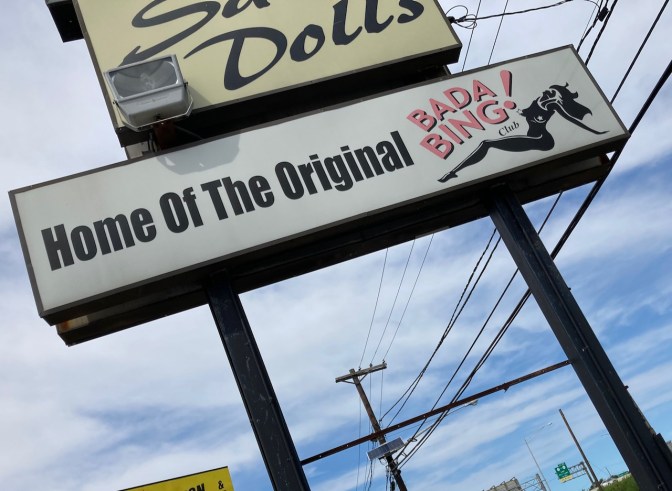 Dolls
Home Of The Original
BADA
BING!
Club
&